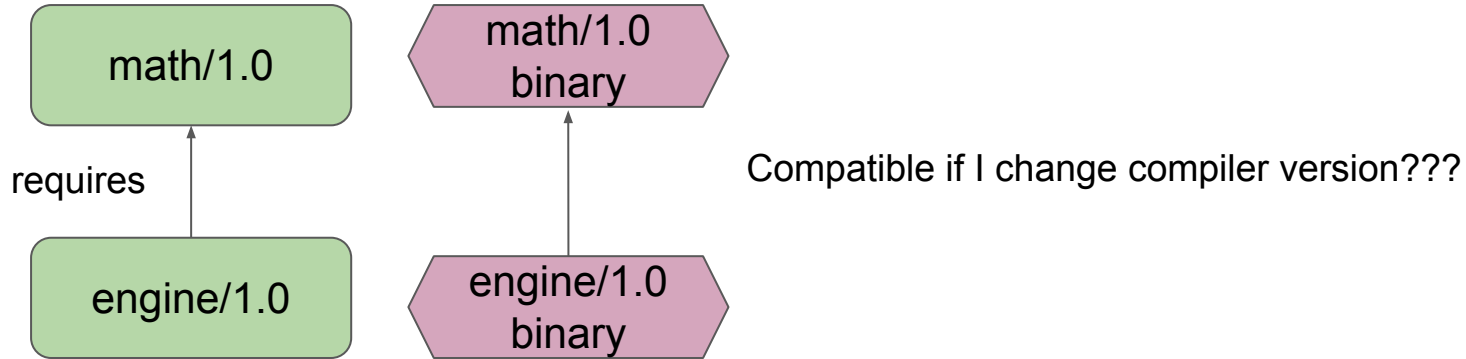 math/1.0
math/1.0
binary
requires
Compatible if I change compiler version???
engine/1.0
engine/1.0
binary